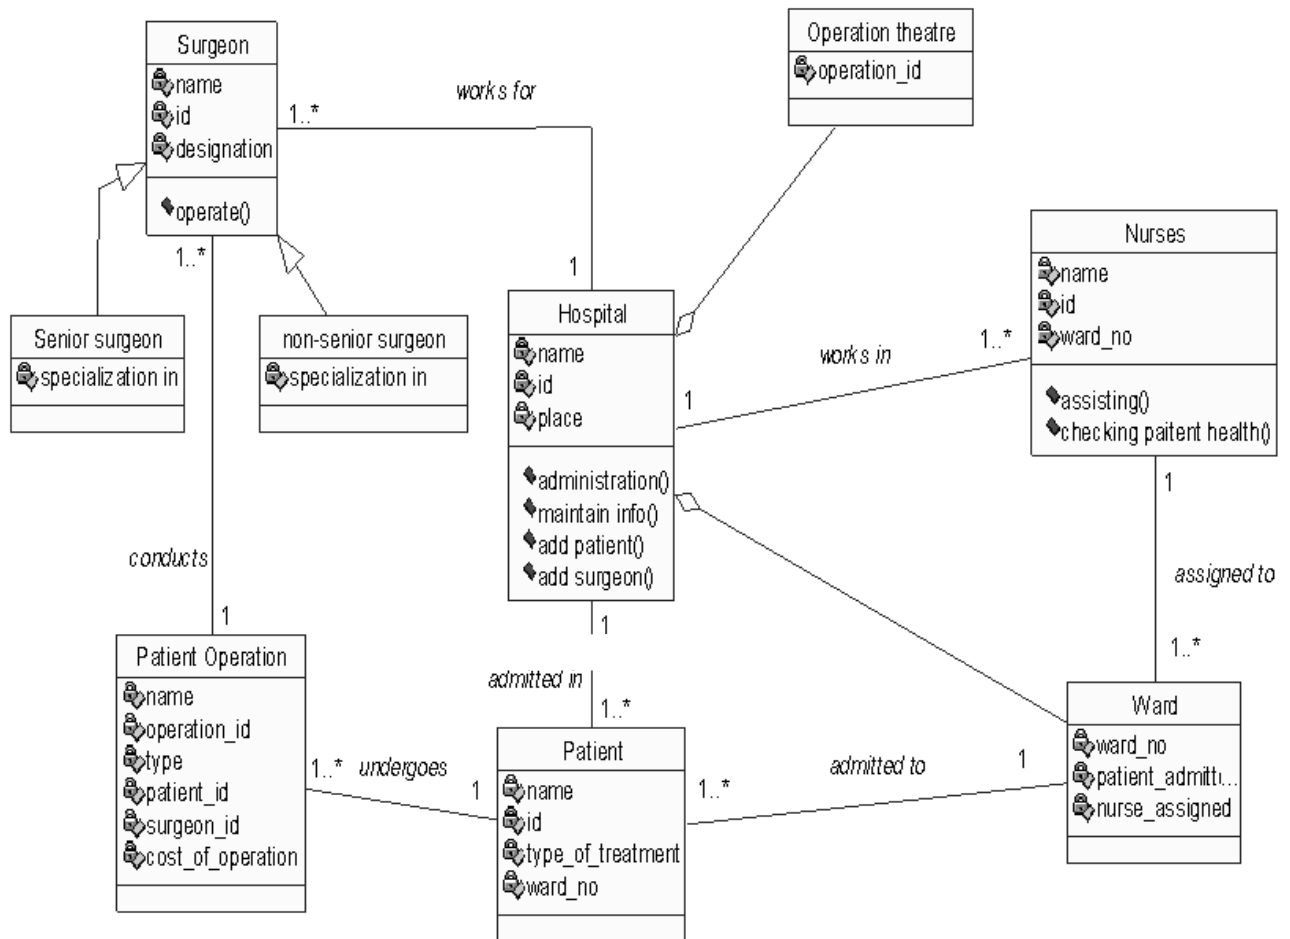 Surgeon
name
id
designation
operate()
1..*
works for
1
Operation theatre
operation_id
1..*
Senior surgeon
specialization in
non-senior surgeon
specialization in
Hospital
name
id
place
administration()
maintain info()
add patient()
add surgeon()
works in
1
1..*
Nurses
name
id
ward_no
assisting()
checking paitent health()
1
assigned to
1..*
conducts
1
Patient Operation
name
operation_id
type
patient_id
surgeon_id
cost_of_operation
1
admitted in
1..*
1..*
undergoes
1
Patient
name
id
type_of_treatment
ward_no
1..*
admitted to
1
Ward
ward_no
patient_admitt...
nurse_assigned